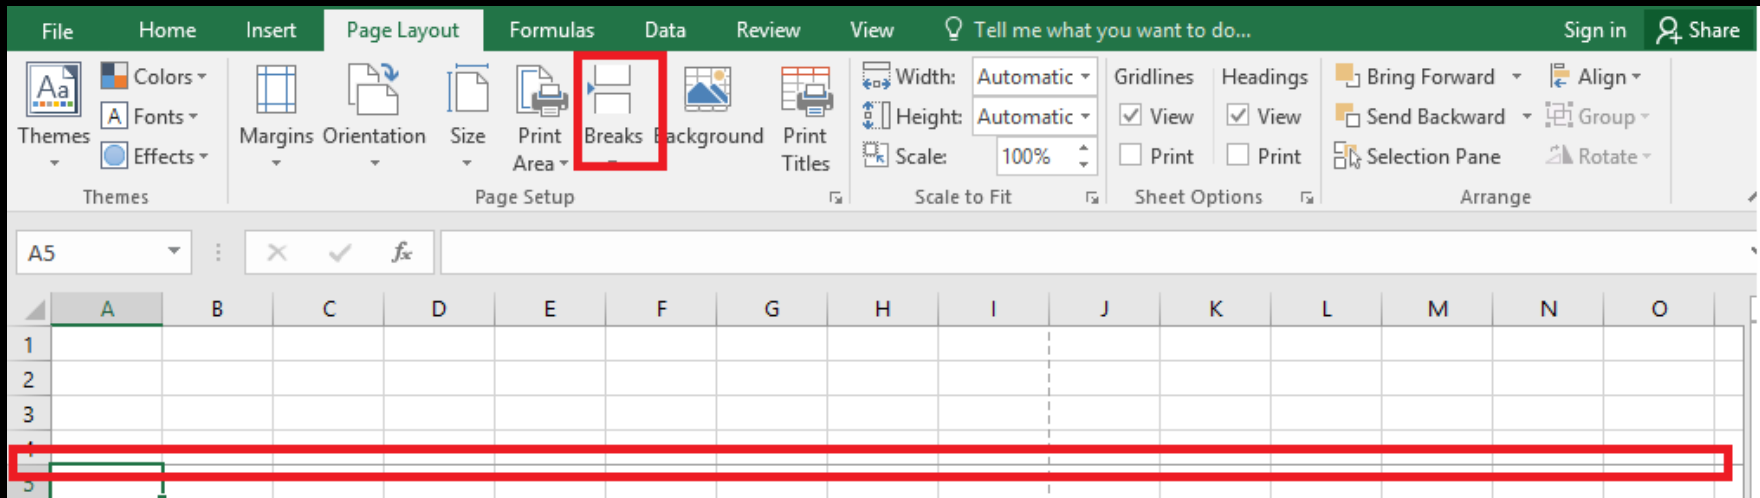 File Home Insert Page Layout Formulas Data Review View Tell me what you want to do... Sign in Share
Aa Colors Width: Automatic Gridlines Headings Bring Forward Align
A Fonts Height: Automatic View View Send Backward Group
Themes Margins Orientation Size Print Breaks Background Print
Effects Area Titles Scale: 100% Print Print Selection Pane Rotate
Themes Page Setup Scale to Fit Sheet Options Arrange
A5 fx
A B C D E F G H I J K L M N O
1
2
3
4
5